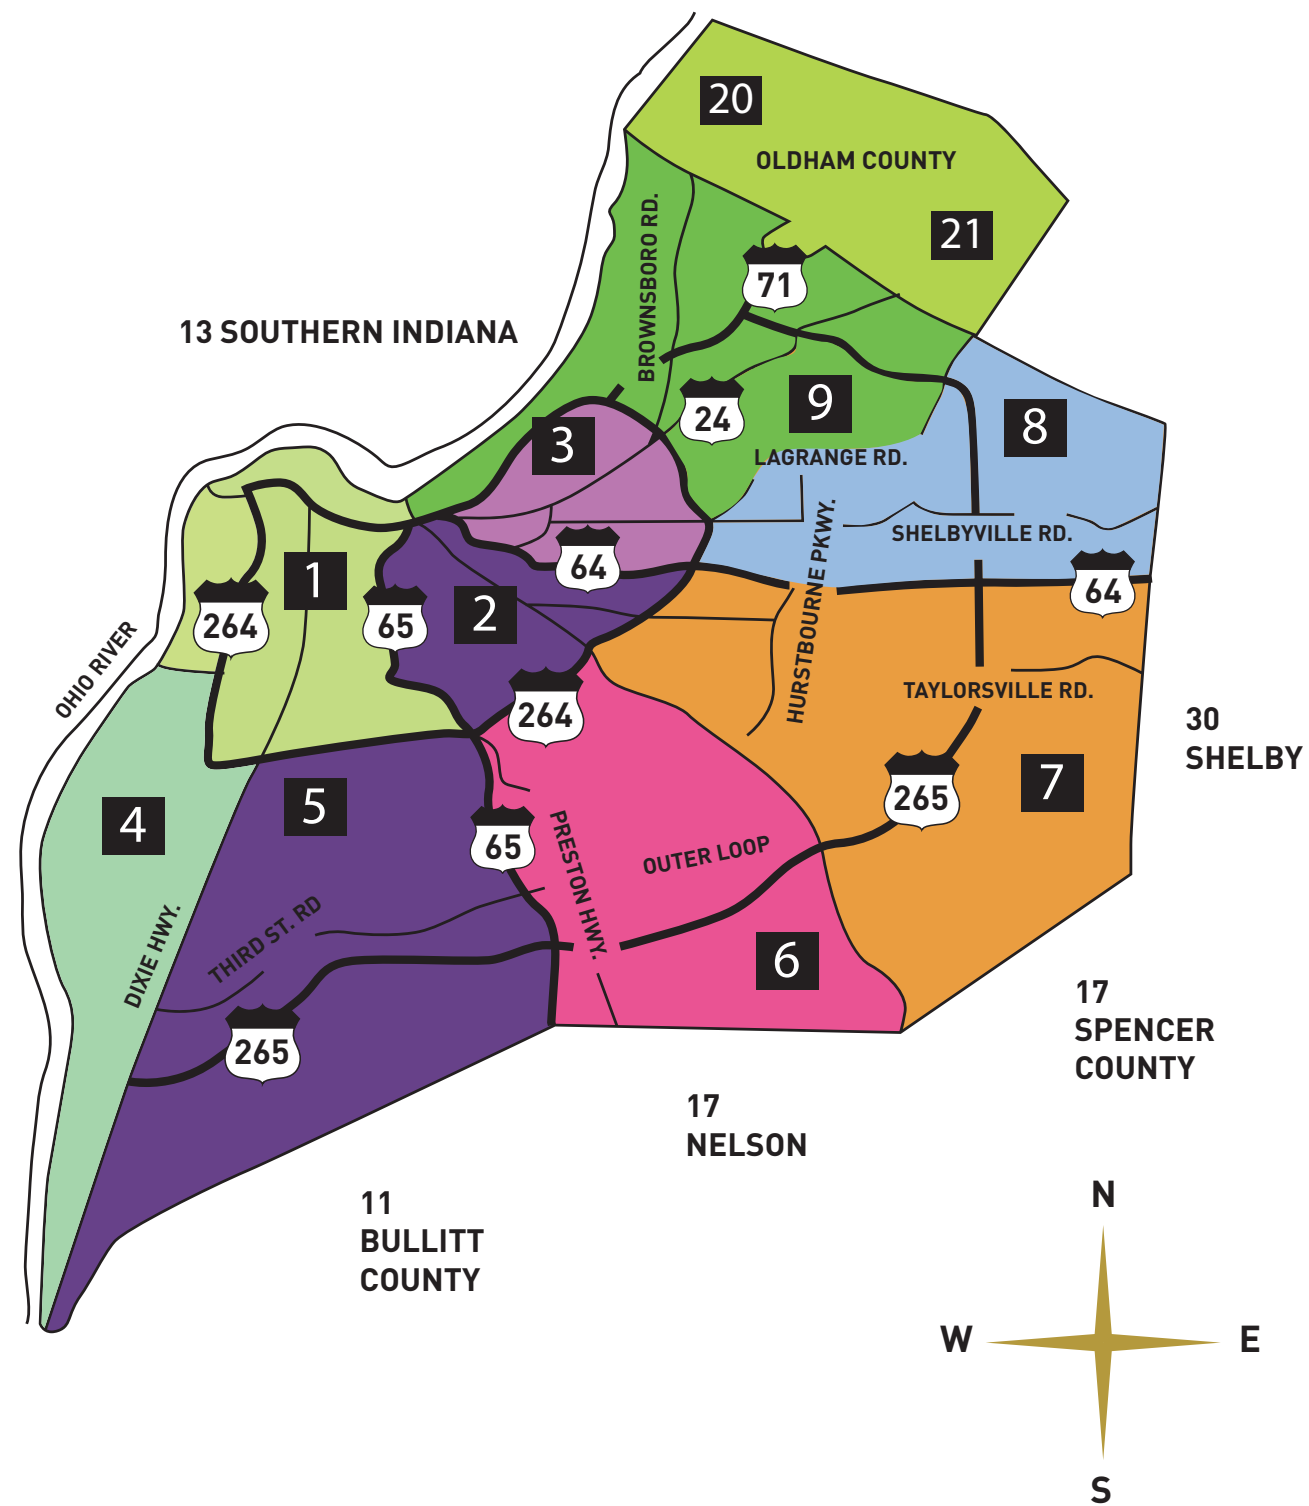 20
OLDHAM COUNTY
21
BROWNSBORO RD.
71
13 SOUTHERN INDIANA
24
9
8
3
LAGRANGE RD.
HURSTBOURNE PKWY.
SHELBYVILLE RD.
64
64
1
2
264
65
OHIO RIVER
TAYLORSVILLE RD.
264
30
SHELBY
265
7
4
5
65
PRESTON HWY.
OUTER LOOP
DIXIE HWY.
THIRD ST. RD
6
265
17
SPENCER
COUNTY
17
NELSON
11
BULLITT
COUNTY
N
W
E
S